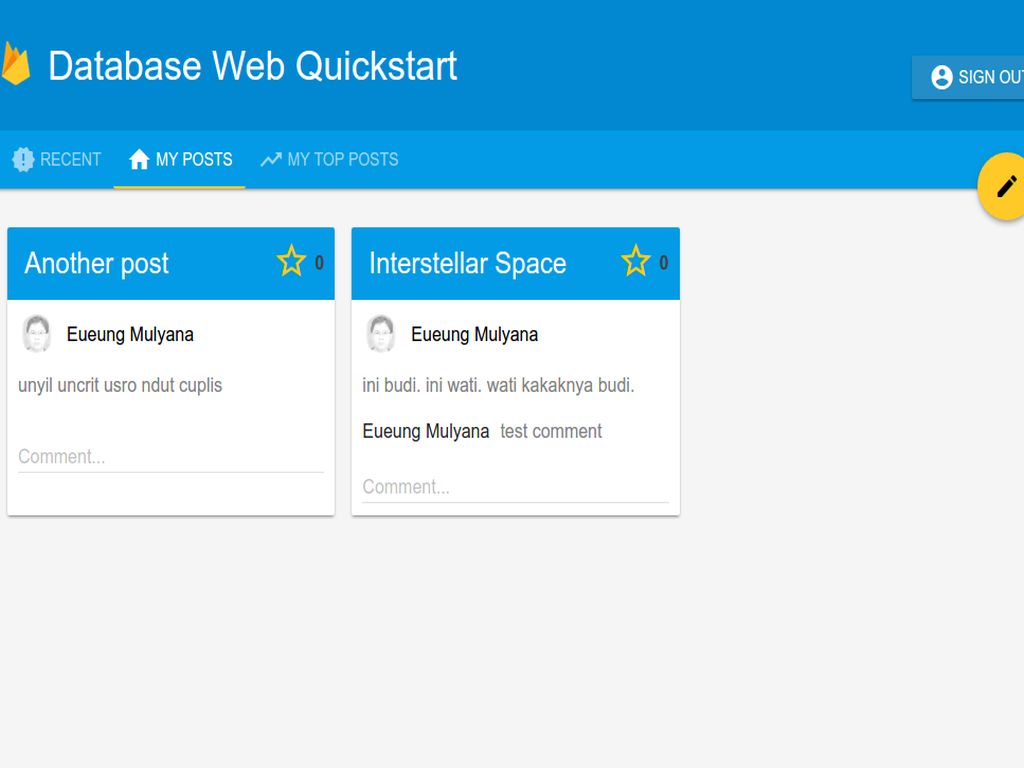 Database Web Quickstart
SIGN OUT
RECENT
MY POSTS
MY TOP POSTS
Another post
0
Eueung Mulyana
unyil uncrit usro ndut cuplis
Comment...
Interstellar Space
0
Eueung Mulyana
ini budi. ini wati. wati kakaknya budi.
Eueung Mulyana test comment
Comment...